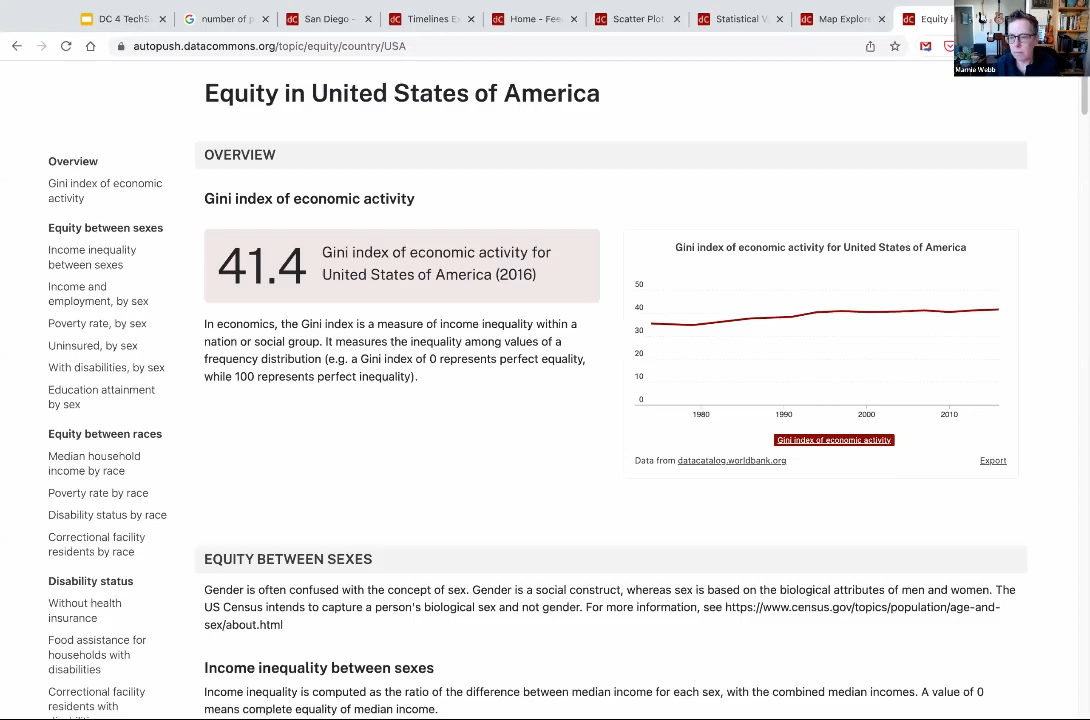 DC 4 TechS
number of p
San Diego -
Timelines E
Home - Fee
Scatter Plot
Statistical V
Map Explore
Equity i
autopush.datacommons.org/topic/equity/country/USA
Marnie Webb
Equity in United States of America
Overview
Gini index of economic
activity
Equity between sexes
Income inequality
between sexes
Income and
employment, by sex
Poverty rate, by sex
Uninsured, by sex
With disabilities, by sex
Education attainment
by sex
Equity between races
Median household
income by race
Poverty rate by race
Disability status by race
Correctional facility
residents by race
Disability status
Without health
insurance
Food assistance for
households with
disabilities
Correctional facility
residents with
OVERVIEW
Gini index of economic activity
41.4
Gini index of economic activity for
United States of America (2016)
In economics, the Gini index is a measure of income inequality within a
nation or social group. It measures the inequality among values of a
frequency distribution (e.g. a Gini index of 0 represents perfect equality,
while 100 represents perfect inequality).
Gini index of economic activity for United States of America
50
40
30
20
10
0
1980 1990 2000 2010
Gini index of economic activity
Data from datacatalog.worldbank.org Export
EQUITY BETWEEN SEXES
Gender is often confused with the concept of sex. Gender is a social construct, whereas sex is based on the biological attributes of men and women. The
US Census intends to capture a person's biological sex and not gender. For more information, see https://www.census.gov/topics/population/age-and-
sex/about.html
Income inequality between sexes
Income inequality is computed as the ratio of the difference between median income for each sex, with the combined median incomes. A value of 0
means complete equality of median income.